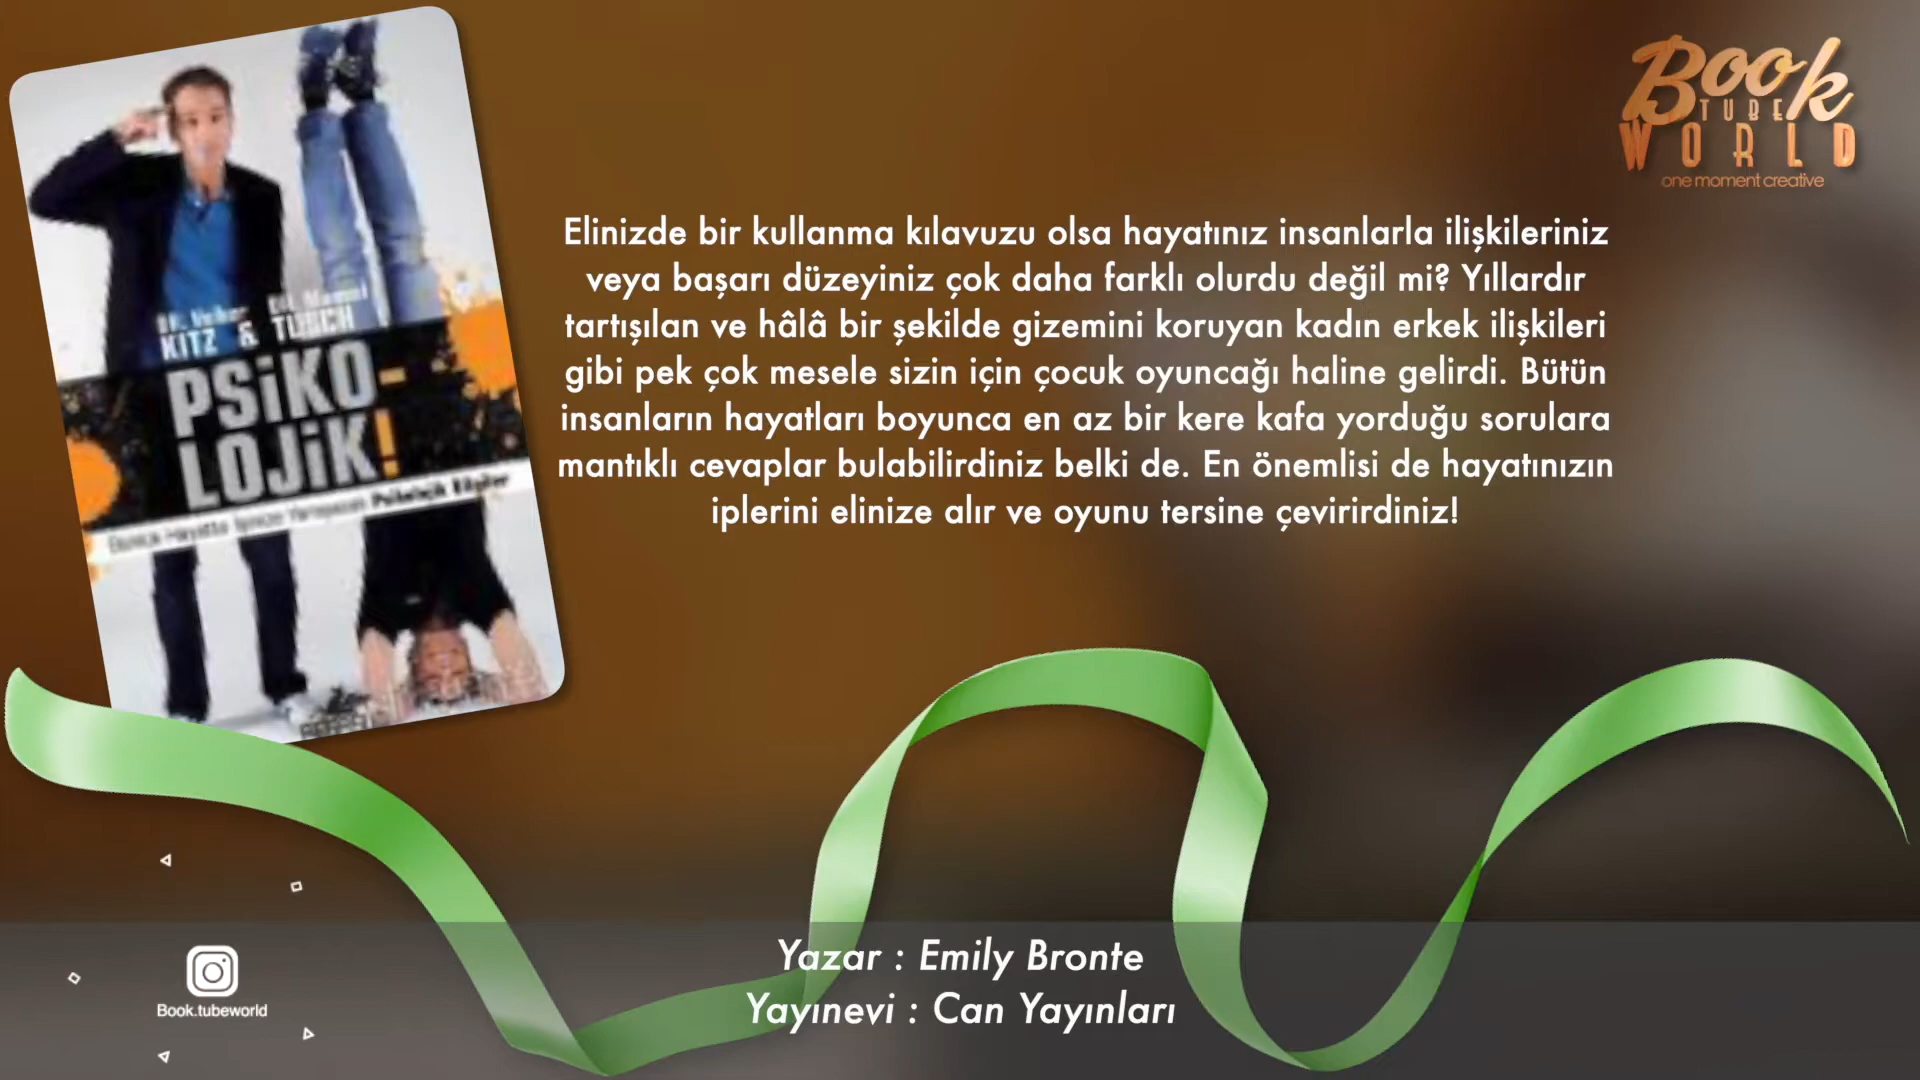 Book
TUBE
WORLD
one moment creative
KITZ & TUSCH
PSiKO-
LOJiK!
Elinizde bir kullanma kılavuzu olsa hayatınız insanlarla ilişkileriniz
veya başarı düzeyiniz çok daha farklı olurdu değil mi? Yıllardır
tartışılan ve hâlâ bir şekilde gizemini koruyan kadın erkek ilişkileri
gibi pek çok mesele sizin için çocuk oyuncağı haline gelirdi. Bütün
insanların hayatları boyunca en az bir kere kafa yorduğu sorulara
mantıklı cevaplar bulabilirdiniz belki de. En önemlisi de hayatınızın
iplerini elinize alır ve oyunu tersine çevirirdiniz!
Yazar : Emily Bronte
Yayınevi : Can Yayınları
Book.tubeworld